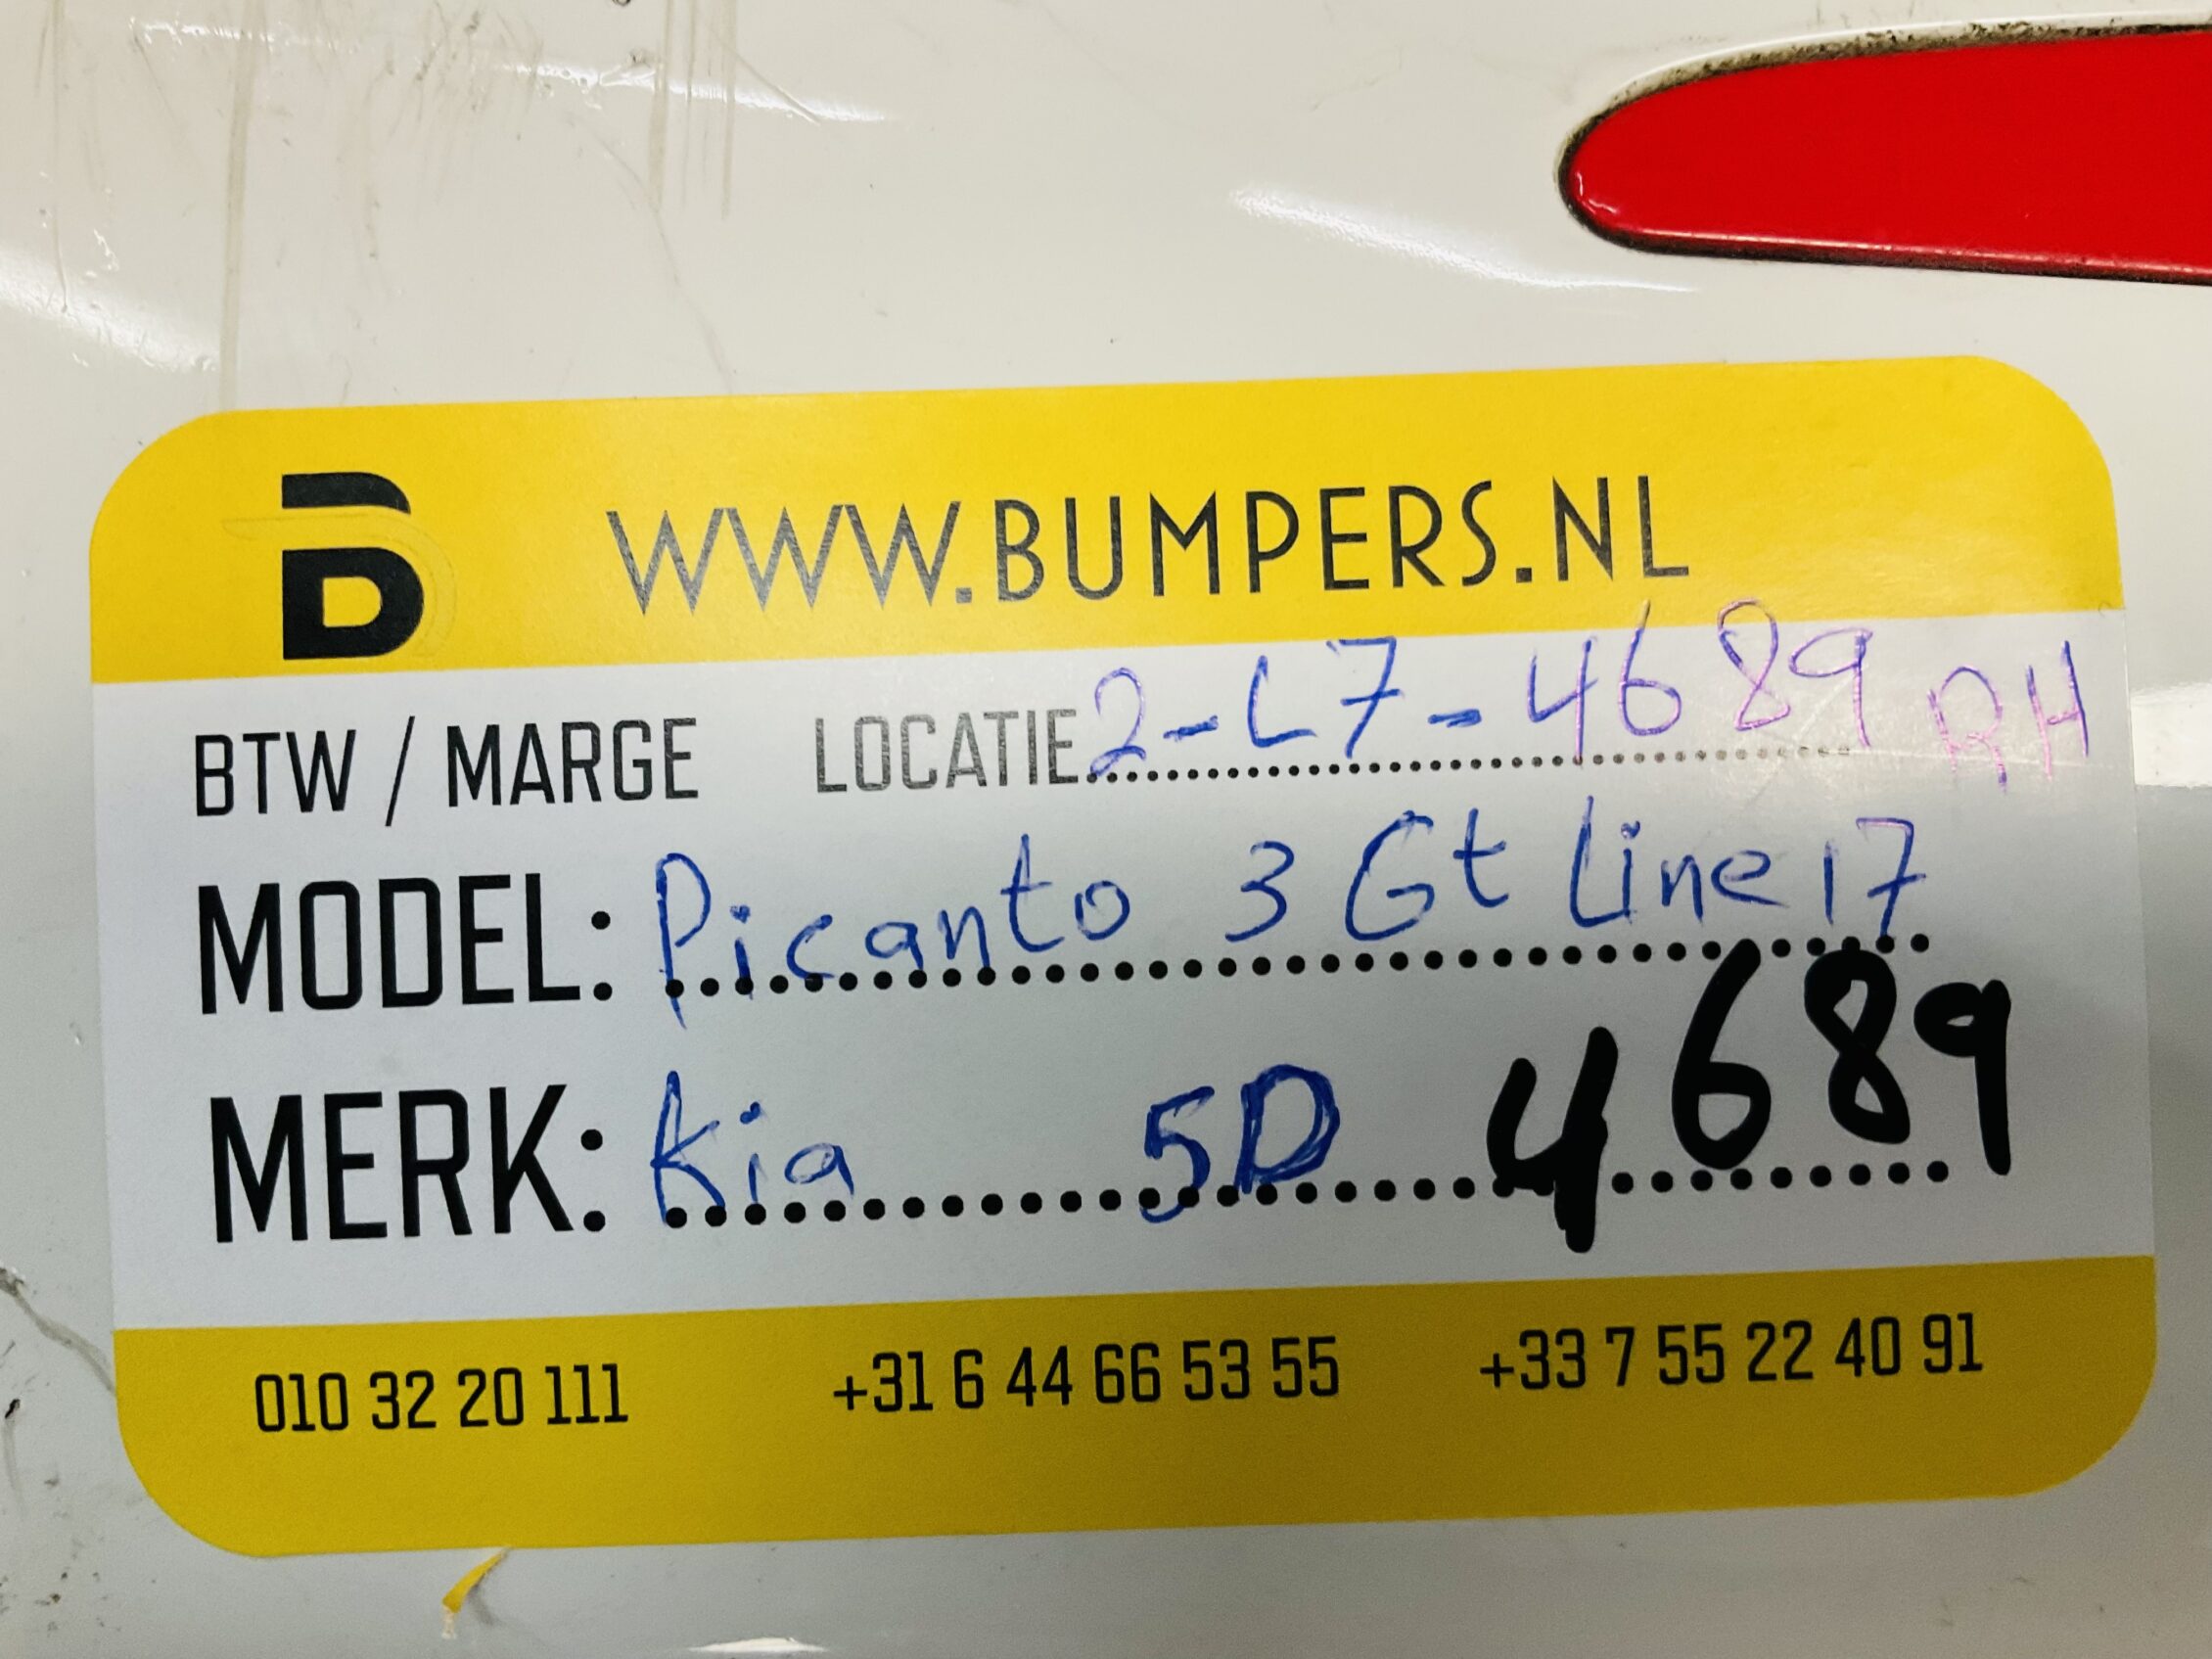 B WWW.BUMPERS.NL
BTW / MARGE LOCATIE 2-L7-4689 RH
MODEL: Picanto 3 Gt Line 17
MERK: Kia 5D 4689
010 32 20 111 +31 6 44 66 53 55 +33 7 55 22 40 91